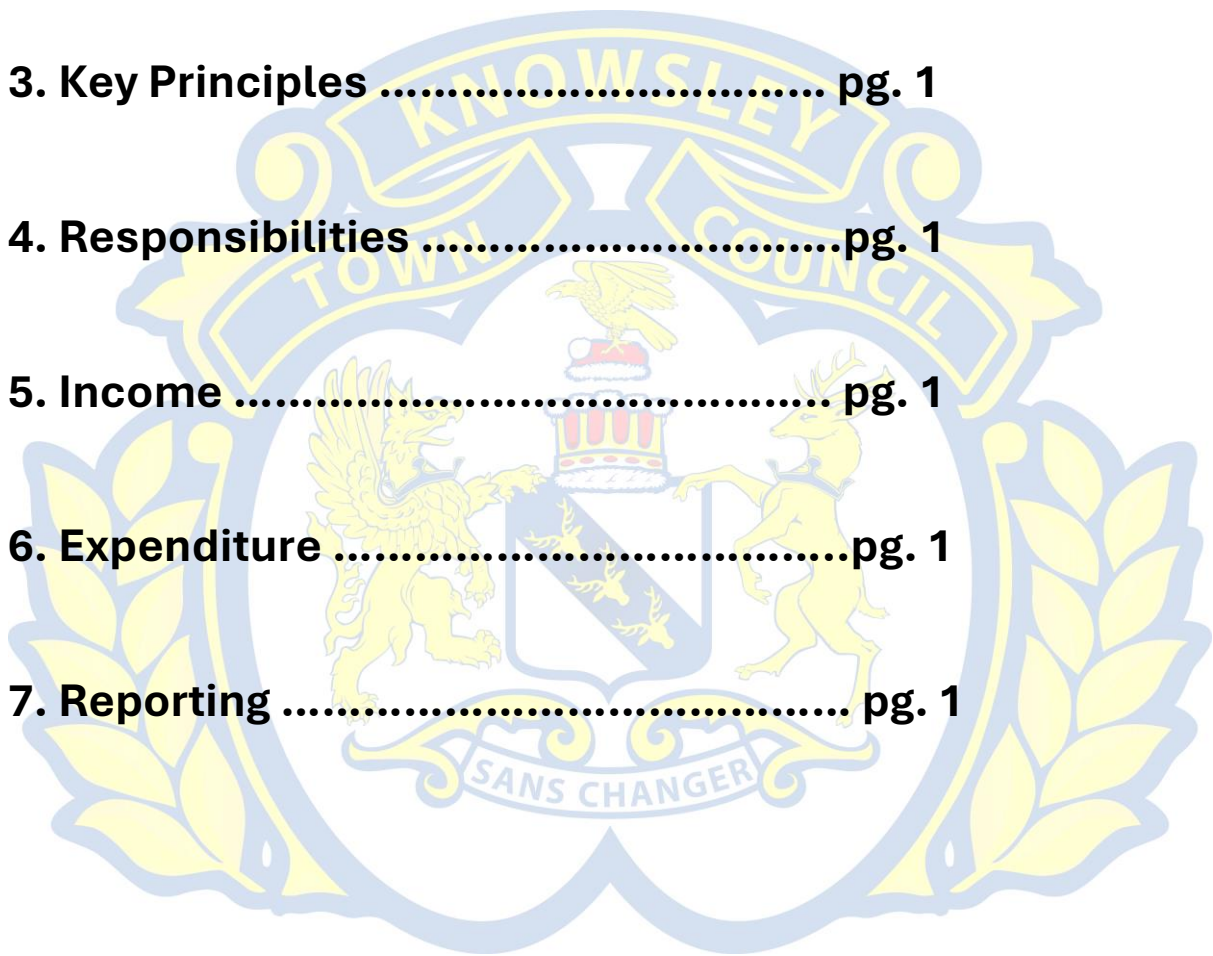 KNOWSLEY
3. Key Principles ................................. pg. 1
TOWN COUNCIL
4. Responsibilities ...............................pg. 1
5. Income ............................................ pg. 1
6. Expenditure ......................................pg. 1
7. Reporting .......................................... pg. 1
SANS CHANGER